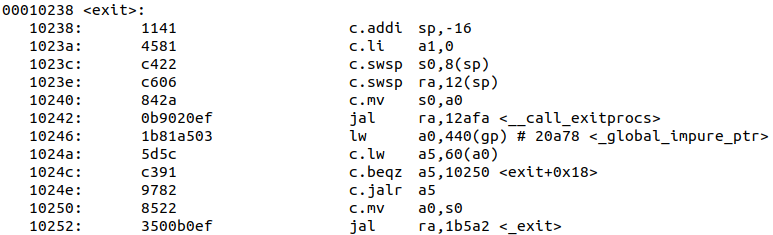 00010238 <exit>:
10238: 1141 c.addi sp,-16
1023a: 4581 c.li a1,0
1023c: c422 c.swsp s0,8(sp)
1023e: c606 c.swsp ra,12(sp)
10240: 842a c.mv s0,a0
10242: 0b9020ef jal ra,12afa <__call_exitprocs>
10246: 1b81a503 lw a0,440(gp) # 20a78 <_global_impure_ptr>
1024a: 5d5c c.lw a5,60(a0)
1024c: c391 c.beqz a5,10250 <exit+0x18>
1024e: 9782 c.jalr a5
10250: 8522 c.mv a0,s0
10252: 3500b0ef jal ra,1b5a2 <_exit>